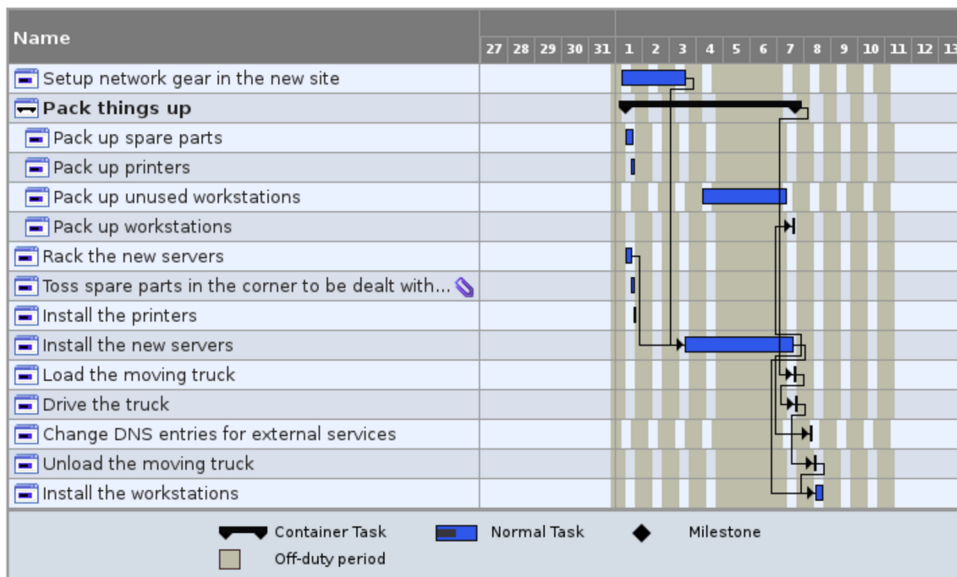 Name
27 28 29 30 31 1 2 3 4 5 6 7 8 9 10 11 12 13
Setup network gear in the new site
Pack things up
Pack up spare parts
Pack up printers
Pack up unused workstations
Pack up workstations
Rack the new servers
Toss spare parts in the corner to be dealt with...
Install the printers
Install the new servers
Load the moving truck
Drive the truck
Change DNS entries for external services
Unload the moving truck
Install the workstations
Container Task Normal Task Milestone
Off-duty period